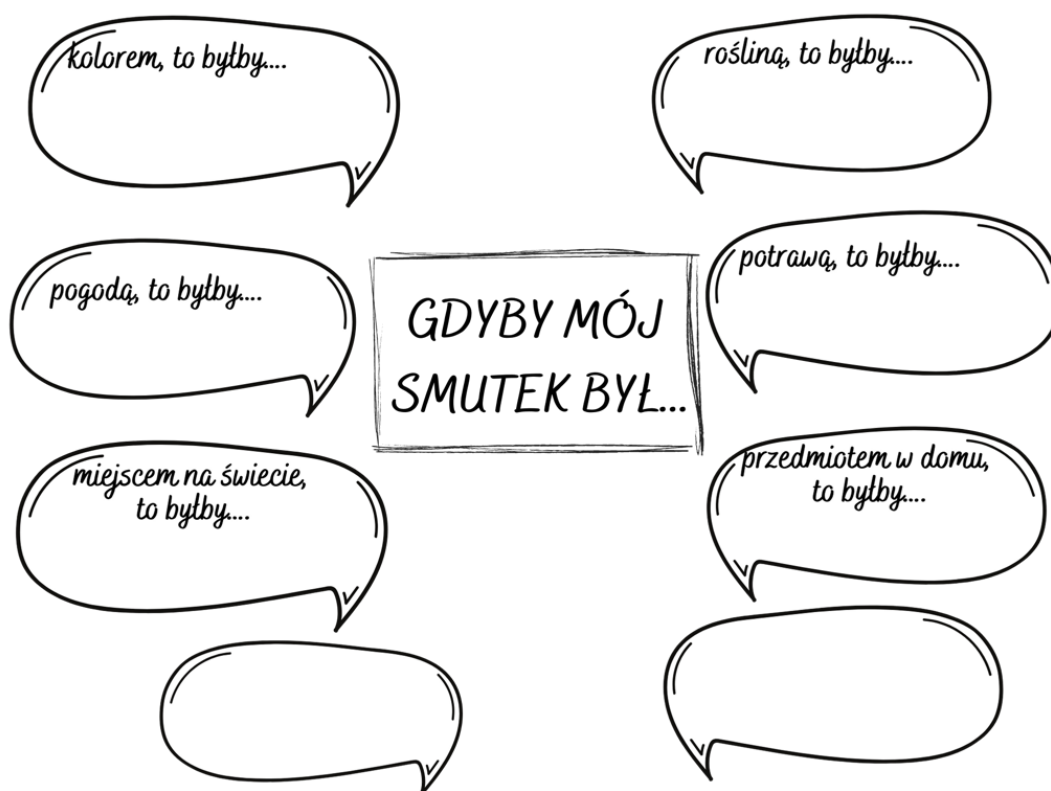 kolorem, to byłby....
rośliną, to byłby....
pogodą, to byłby....
potrawą, to byłby....
GDYBY MÓJ
SMUTEK BYŁ...
miejscem na świecie,
to byłby....
przedmiotem w domu,
to byłby....